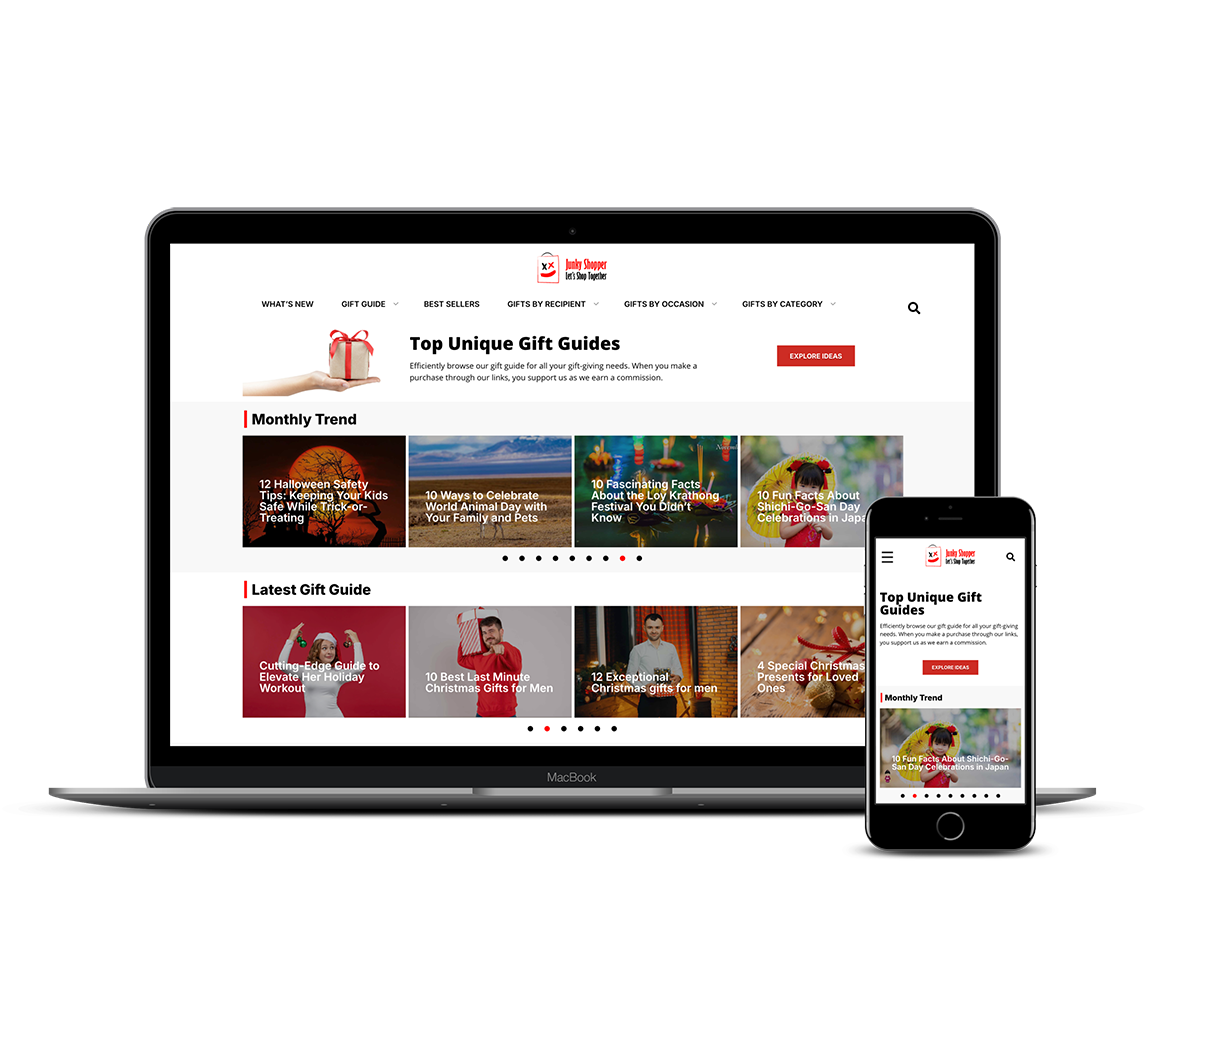 Junky Shopper
Let's Shop Together
WHAT'S NEW GIFT GUIDE BEST SELLERS GIFTS BY RECIPIENT GIFTS BY OCCASION GIFTS BY CATEGORY
Top Unique Gift Guides
Efficiently browse our gift guide for all your gift-giving needs. When you make a
purchase through our links, you support us as we earn a commission.
EXPLORE IDEAS
Monthly Trend
12 Halloween Safety
Tips: Keeping Your Kids
Safe While Trick-or-
Treating
10 Ways to Celebrate
World Animal Day with
Your Family and Pets
10 Fascinating Facts
About the Loy Krathong
Festival You Didn't
Know
10 Fun Facts About
Shichi-Go-San Day
Celebrations in Japa
Latest Gift Guide
Cutting-Edge Guide to
Elevate Her Holiday
Workout
10 Best Last Minute
Christmas Gifts for Men
12 Exceptional
Christmas gifts for men
4 Special Christmas
Presents for Loved
Ones
MacBook
Junky Shopper
Let's Shop Together
Top Unique Gift
Guides
Efficiently browse our gift guide for all your gift-giving
needs. When you make a purchase through our links,
you support us as we earn a commission.
EXPLORE IDEAS
Monthly Trend
10 Fun Facts About Shichi-Go-
San Day Celebrations in Japan